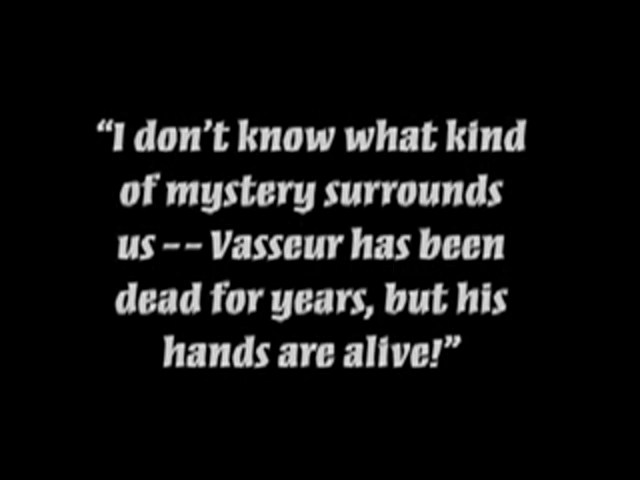 “I don’t know what kind
of mystery surrounds
us -- Vasseur has been
dead for years, but his
hands are alive!”